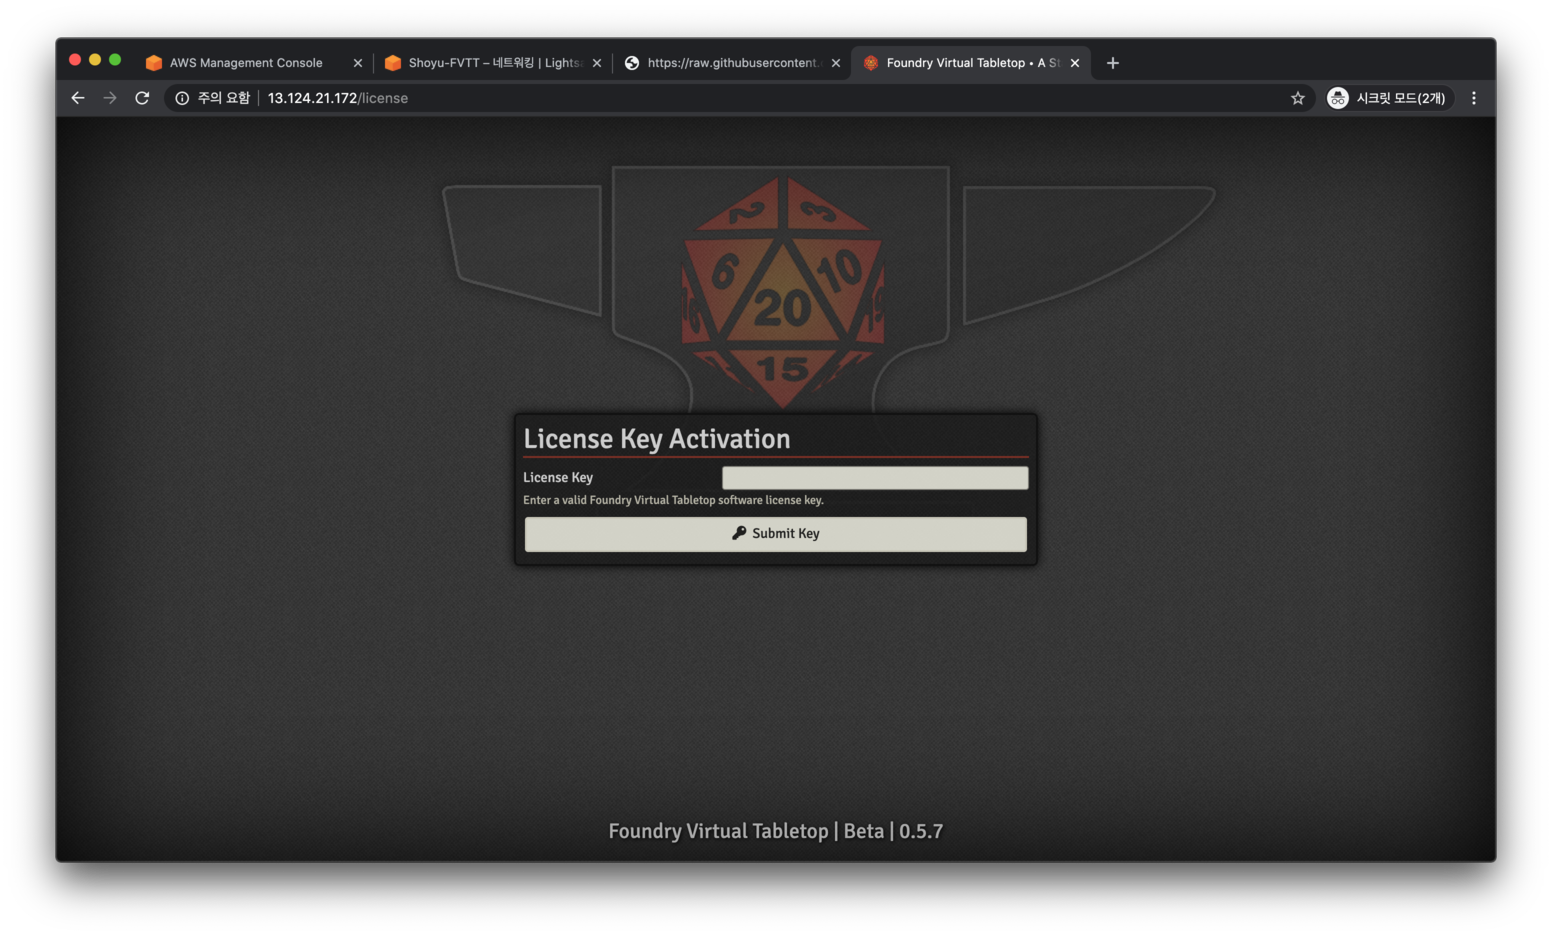 AWS Management Console
Shoyu-FVTT – 네트워킹 | Lights
https://raw.githubusercontent.
Foundry Virtual Tabletop • A St
주의 요함
13.124.21.172/license
시크릿 모드(2개)
2 3
6 10
20
16 19
15
License Key Activation
License Key
Enter a valid Foundry Virtual Tabletop software license key.
Submit Key
Foundry Virtual Tabletop | Beta | 0.5.7